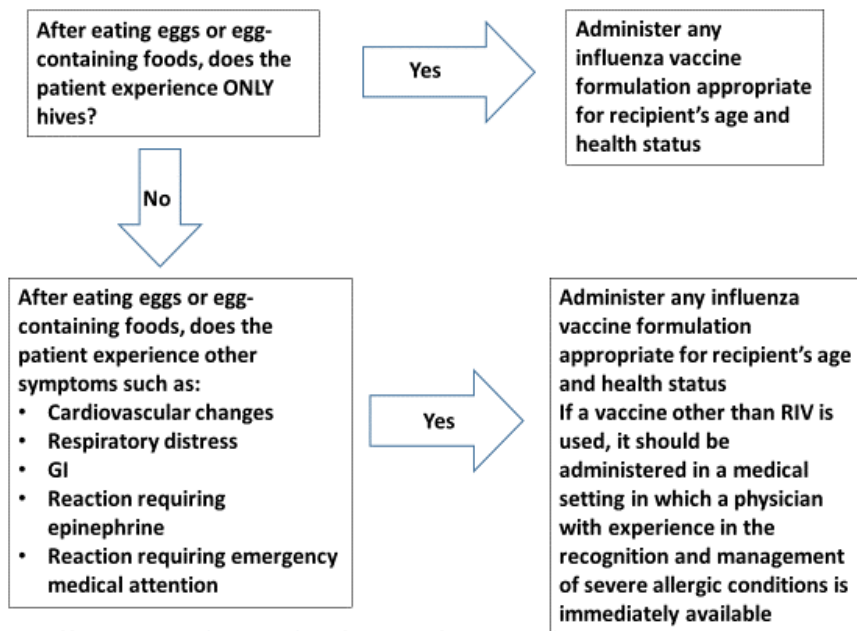 After eating eggs or egg-
containing foods, does the
patient experience ONLY
hives?
Yes
Administer any
influenza vaccine
formulation appropriate
for recipient's age and
health status
No
After eating eggs or egg-
containing foods, does the
patient experience other
symptoms such as:
• Cardiovascular changes
• Respiratory distress
• GI
• Reaction requiring
epinephrine
• Reaction requiring emergency
medical attention
Yes
Administer any influenza
vaccine formulation
appropriate for recipient's age
and health status
If a vaccine other than RIV is
used, it should be
administered in a medical
setting in which a physician
with experience in the
recognition and management
of severe allergic conditions is
immediately available